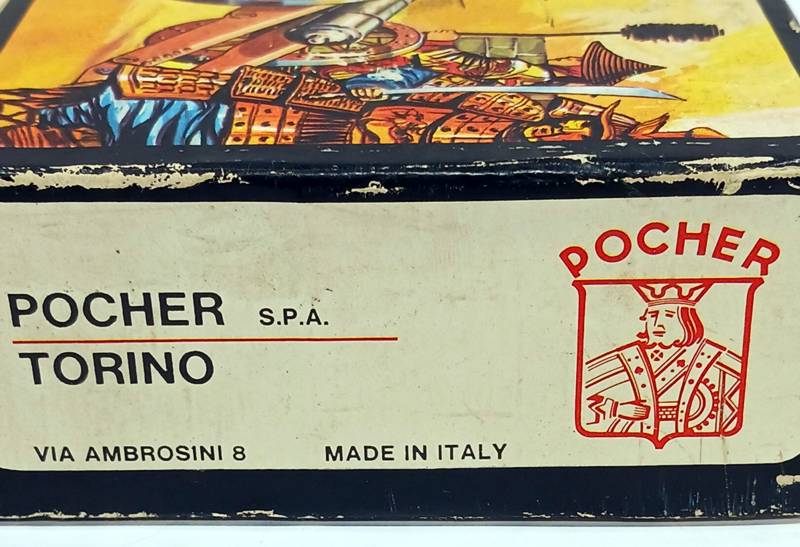 POCHER
POCHER S.P.A.
TORINO
VIA AMBROSINI 8 MADE IN ITALY